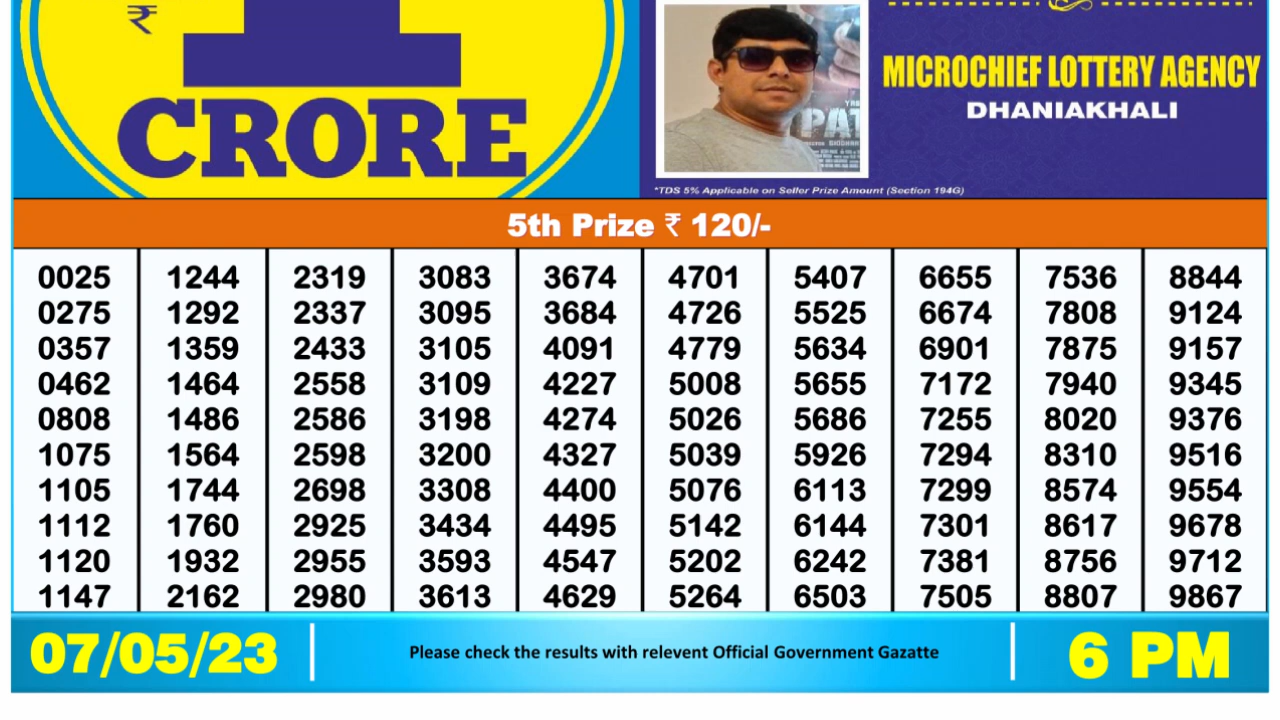 ₹
1
CRORE
MICROCHIEF LOTTERY AGENCY
DHANIAKHALI
PAT
*TDS 5% Applicable on Seller Prize Amount (Section 194G)
5th Prize ₹ 120/-
0025 1244 2319 3083 3674 4701 5407 6655 7536 8844
0275 1292 2337 3095 3684 4726 5525 6674 7808 9124
0357 1359 2433 3105 4091 4779 5634 6901 7875 9157
0462 1464 2558 3109 4227 5008 5655 7172 7940 9345
0808 1486 2586 3198 4274 5026 5686 7255 8020 9376
1075 1564 2598 3200 4327 5039 5926 7294 8310 9516
1105 1744 2698 3308 4400 5076 6113 7299 8574 9554
1112 1760 2925 3434 4495 5142 6144 7301 8617 9678
1120 1932 2955 3593 4547 5202 6242 7381 8756 9712
1147 2162 2980 3613 4629 5264 6503 7505 8807 9867
07/05/23 Please check the results with relevent Official Government Gazatte 6 PM